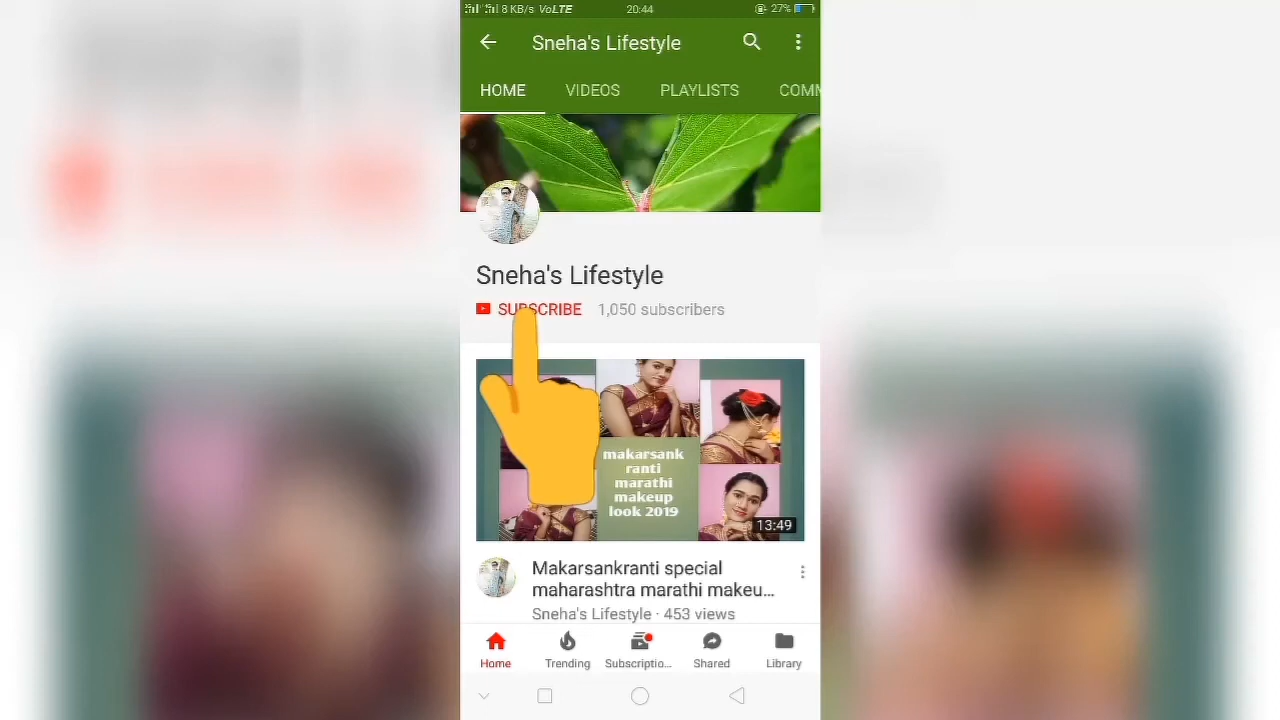 8 KB/s VoLTE 20:44 27%
Sneha's Lifestyle
HOME VIDEOS PLAYLISTS COMM
Sneha's Lifestyle
SUBSCRIBE 1,050 subscribers
makarsank
ranti
marathi
makeup
look 2019
13:49
Makarsankranti special
maharashtra marathi makeu...
Sneha's Lifestyle · 453 views
Home Trending Subscriptio... Shared Library